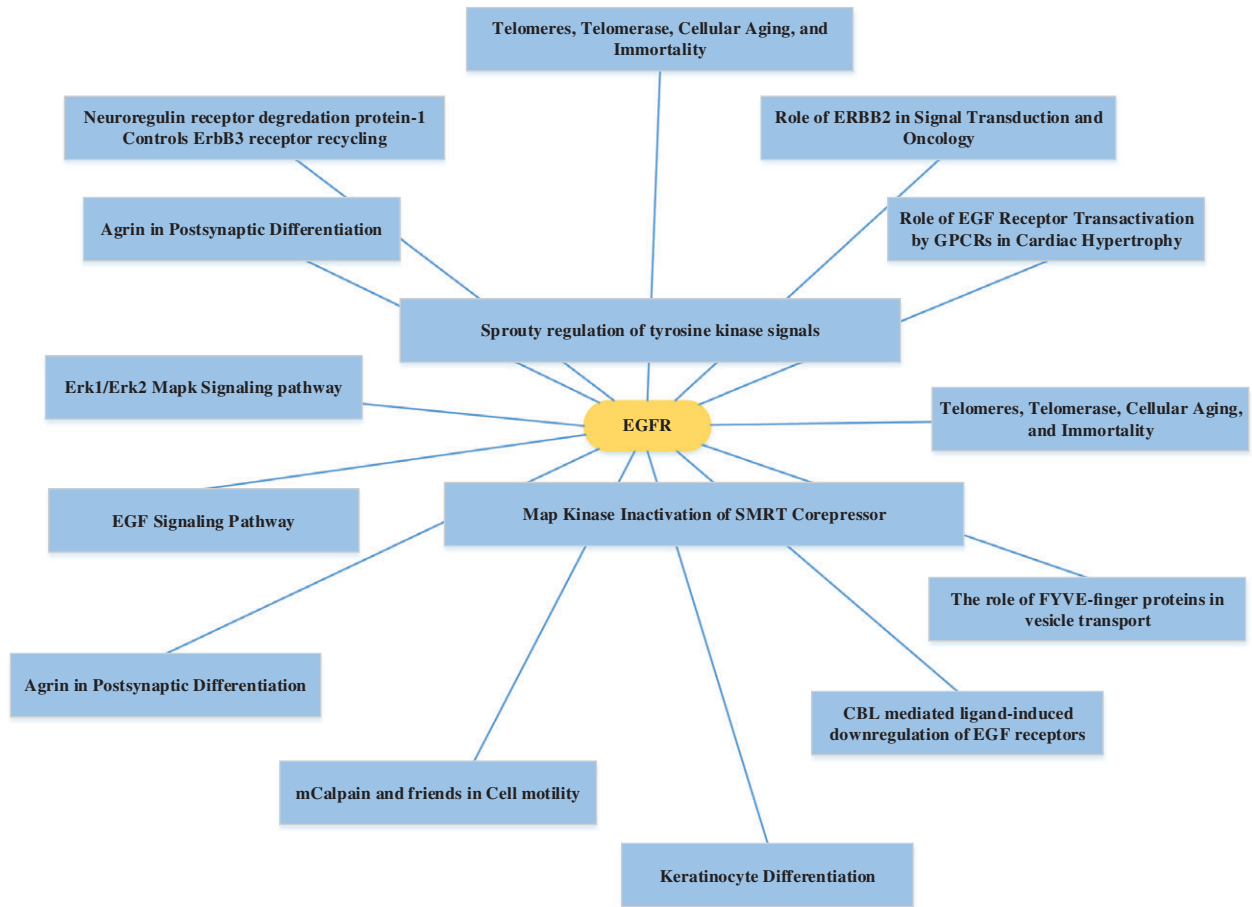 Telomeres, Telomerase, Cellular Aging, and
Immortality
Neuroregulin receptor degredation protein-1
Controls ErbB3 receptor recycling
Role of ERBB2 in Signal Transduction and
Oncology
Agrin in Postsynaptic Differentiation
Role of EGF Receptor Transactivation
by GPCRs in Cardiac Hypertrophy
Sprouty regulation of tyrosine kinase signals
Erk1/Erk2 Mapk Signaling pathway
EGFR
Telomeres, Telomerase, Cellular Aging,
and Immortality
EGF Signaling Pathway
Map Kinase Inactivation of SMRT Corepressor
The role of FYVE-finger proteins in
vesicle transport
Agrin in Postsynaptic Differentiation
CBL mediated ligand-induced
downregulation of EGF receptors
mCalpain and friends in Cell motility
Keratinocyte Differentiation